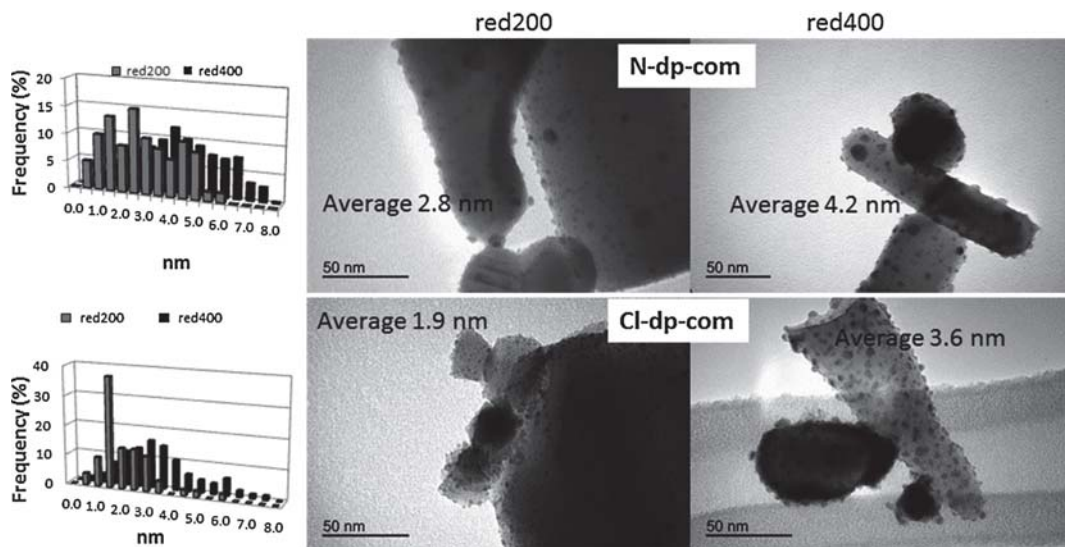 red200 red400
red200 red400
N-dp-com
20
15
10
5
0
Frequency (%)
0.0 1.0 2.0 3.0 4.0 5.0 6.0 7.0 8.0
nm
Average 2.8 nm
Average 4.2 nm
50 nm
50 nm
red200 red400
Cl-dp-com
40
30
20
10
0
Frequency (%)
0.0 1.0 2.0 3.0 4.0 5.0 6.0 7.0 8.0
nm
Average 1.9 nm
Average 3.6 nm
50 nm
50 nm